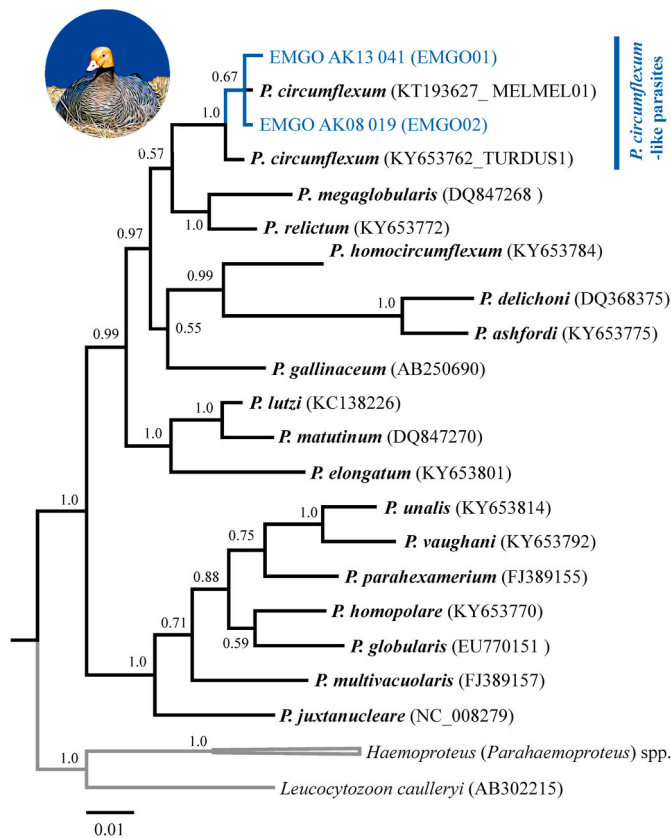 EMGO AK13 041 (EMGO01)
0.67
P. circumflexum (KT193627_ MELMEL01)
1.0
EMGO AK08 019 (EMGO02)
P. circumflexum (KY653762_TURDUS1)
P. circumflexum
-like parasites
0.57
P. megaglobularis (DQ847268 )
1.0
P. relictum (KY653772)
0.97
P. homocircumflexum (KY653784)
0.99
P. delichoni (DQ368375)
1.0
P. ashfordi (KY653775)
0.99
0.55
P. gallinaceum (AB250690)
P. lutzi (KC138226)
1.0
P. matutinum (DQ847270)
1.0
P. elongatum (KY653801)
1.0
P. unalis (KY653814)
1.0
P. vaughani (KY653792)
0.75
P. parahexamerium (FJ389155)
0.88
P. homopolare (KY653770)
0.59
P. globularis (EU770151 )
0.71
P. multivacuolaris (FJ389157)
1.0
P. juxtanucleare (NC_008279)
1.0
Haemoproteus (Parahaemoproteus) spp.
1.0
Leucocytozoon caulleryi (AB302215)
0.01